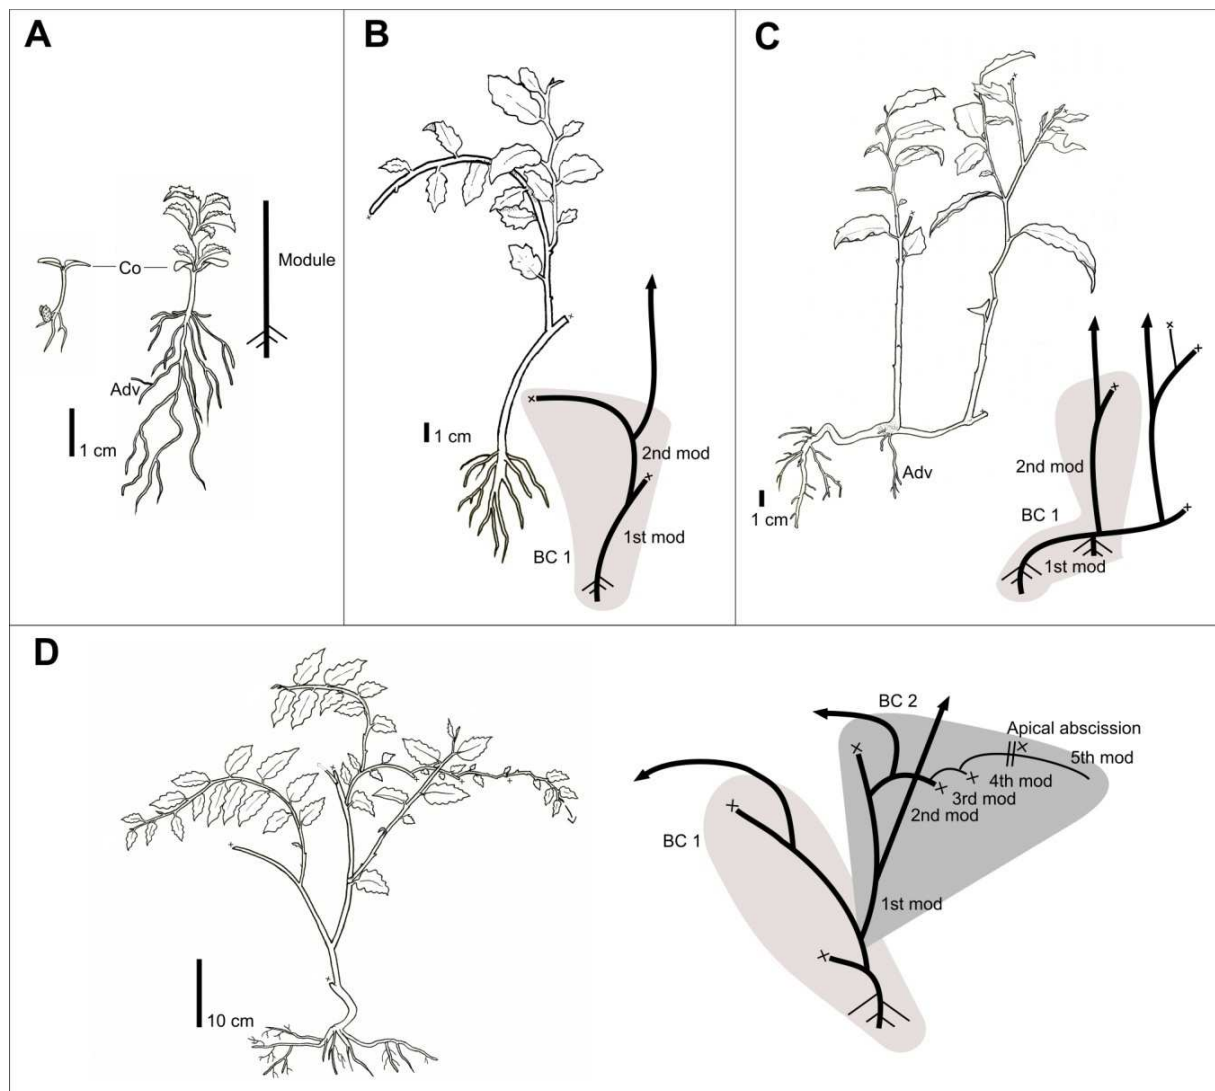 A
Co
Module
Adv
1 cm
B
1 cm
2nd mod
1st mod
BC 1
C
Adv
1 cm
2nd mod
BC 1
1st mod
D
10 cm
BC 2
Apical abscission
5th mod
4th mod
3rd mod
2nd mod
BC 1
1st mod